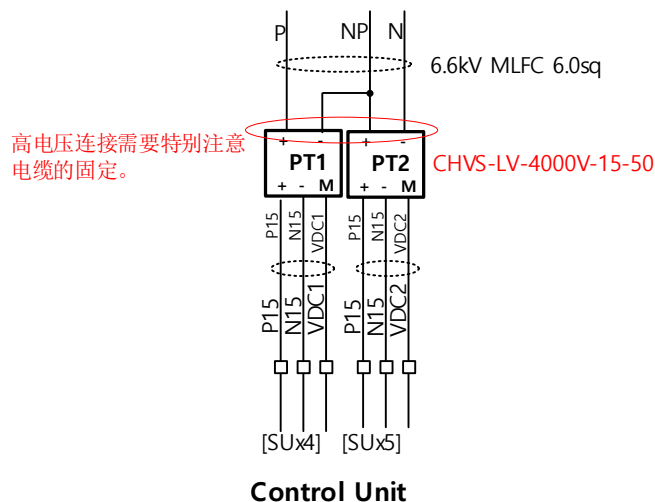 P NP N
6.6kV MLFC 6.0sq
高电压连接需要特别注意
电缆的固定。
+ - + -
PT1 PT2
CHVS-LV-4000V-15-50
+ - M + - M
P15 N15 VDC1 P15 N15 VDC2
P15 N15 VDC1 P15 N15 VDC2
[SUx4] [SUx5]
Control Unit